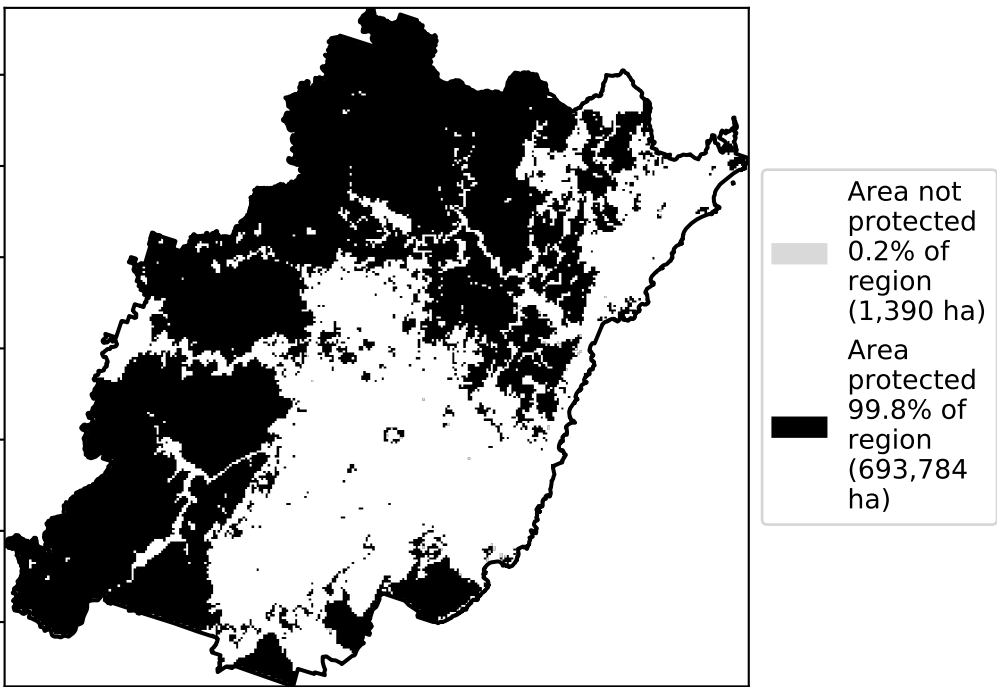 Area not
protected
0.2% of
region
(1,390 ha)
Area
protected
99.8% of
region
(693,784
ha)